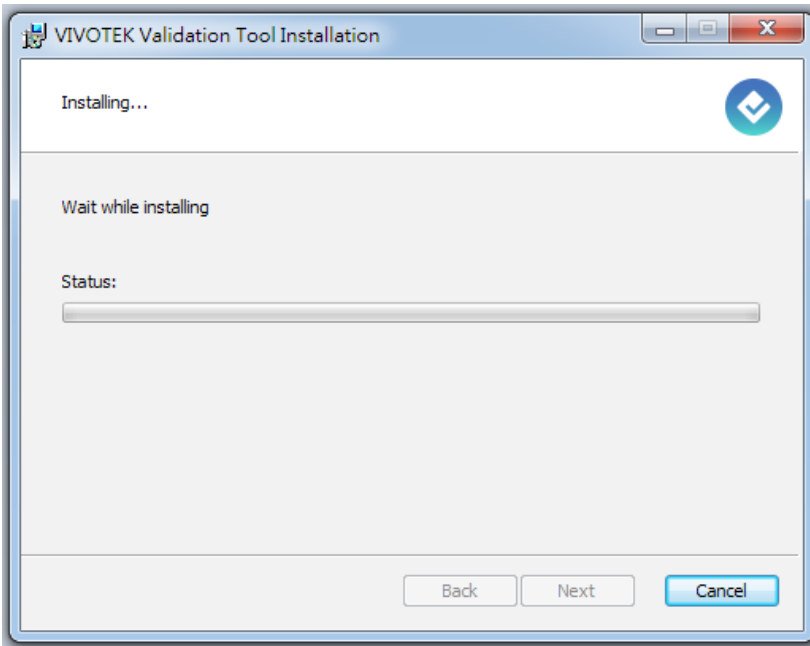 VIVOTEK Validation Tool Installation
Installing...
Wait while installing
Status:
Back Next Cancel